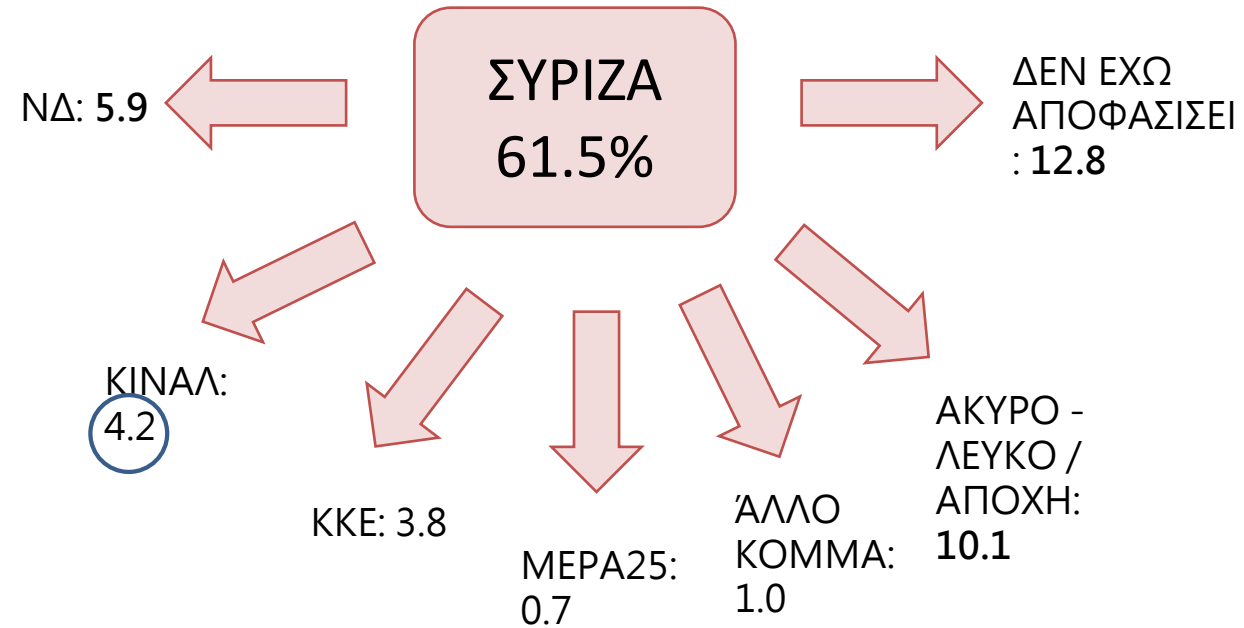 ΣΥΡΙΖΑ
61.5%
ΝΔ: 5.9
ΔΕΝ ΕΧΩ
ΑΠΟΦΑΣΙΣΕΙ
: 12.8
ΚΙΝΑΛ:
4.2
ΚΚΕ: 3.8
ΜΕΡΑ25:
0.7
ΆΛΛΟ
ΚΟΜΜΑ:
1.0
ΑΚΥΡΟ -
ΛΕΥΚΟ /
ΑΠΟΧΗ:
10.1